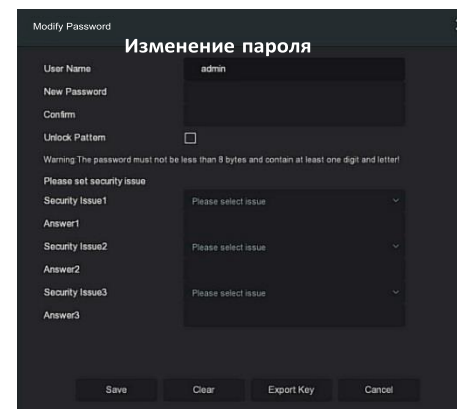 Modify Password
Изменение пароля
User Name admin
New Password
Confirm
Unlock Pattern
Warning:The password must not be less than 8 bytes and contain at least one digit and letter!
Please set security issue
Security Issue1 Please select issue
Answer1
Security Issue2 Please select issue
Answer2
Security Issue3 Please select issue
Answer3
Save Clear Export Key Cancel